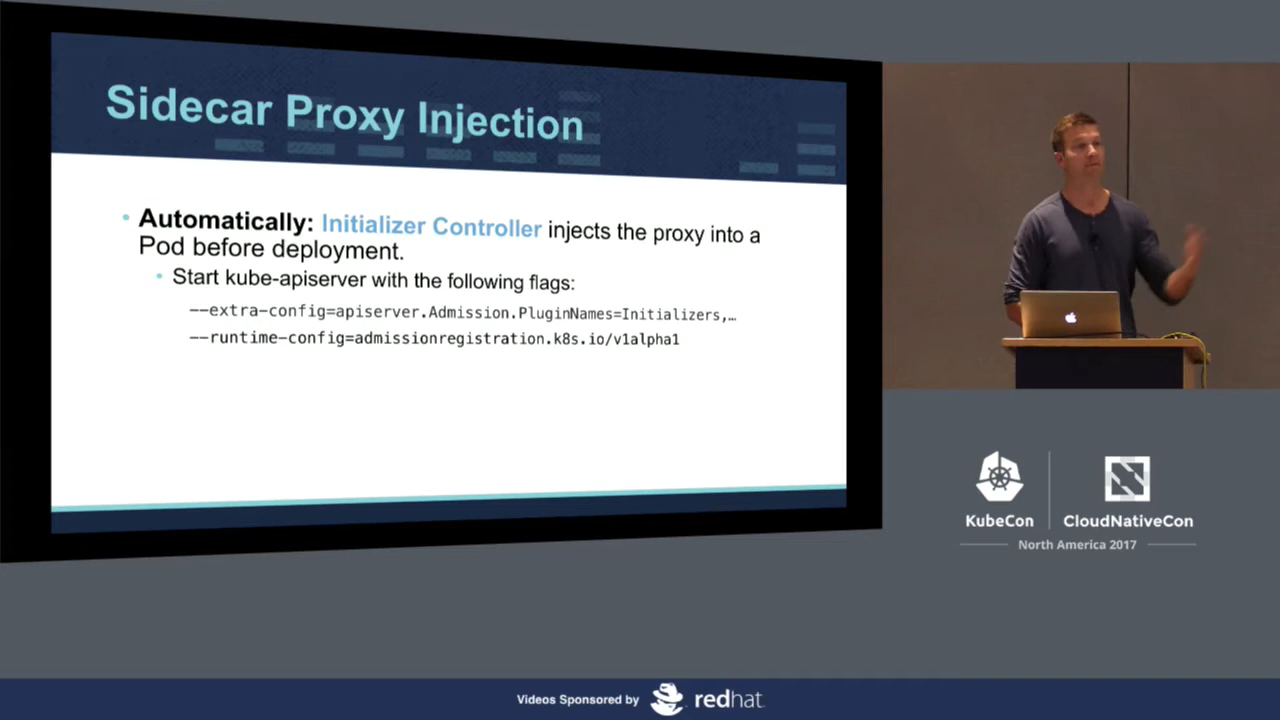 Sidecar Proxy Injection
• Automatically: Initializer Controller injects the proxy into a
Pod before deployment.
• Start kube-apiserver with the following flags:
--extra-config=apiserver.Admission.PluginNames=Initializers,…
--runtime-config=admissionregistration.k8s.io/v1alpha1
KubeCon
CloudNativeCon
North America 2017
Videos Sponsored by
redhat